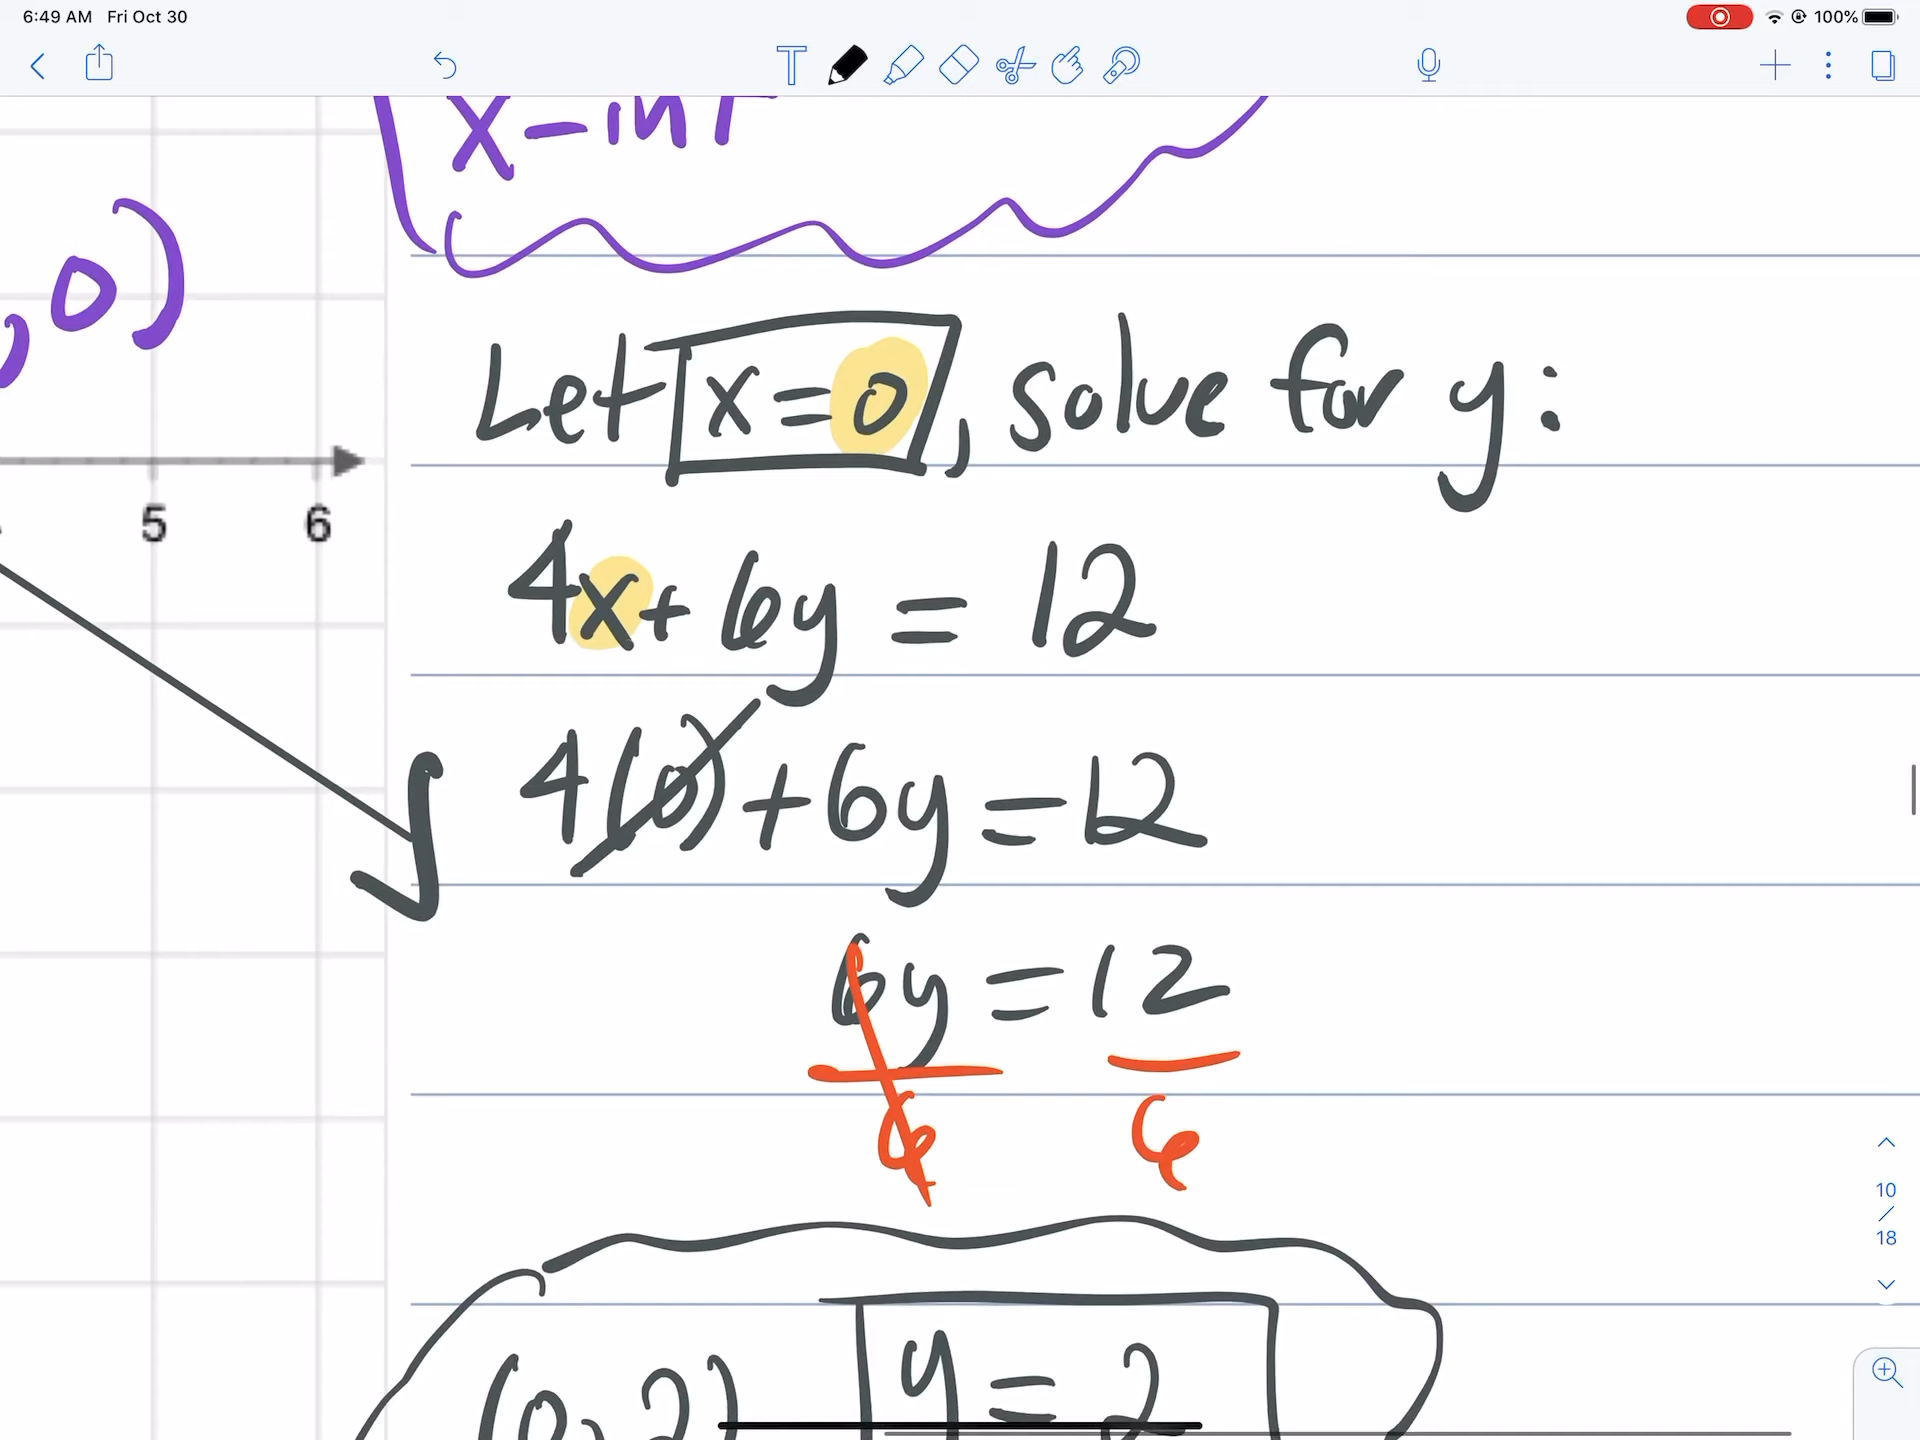 6:49 AM Fri Oct 30
100%
T
x-int
,0)
Let x=0, solve for y:
5 6
4x+6y = 12
4(0)+6y=12
6y=12
6 6
10
/
18
(0,2) y=2